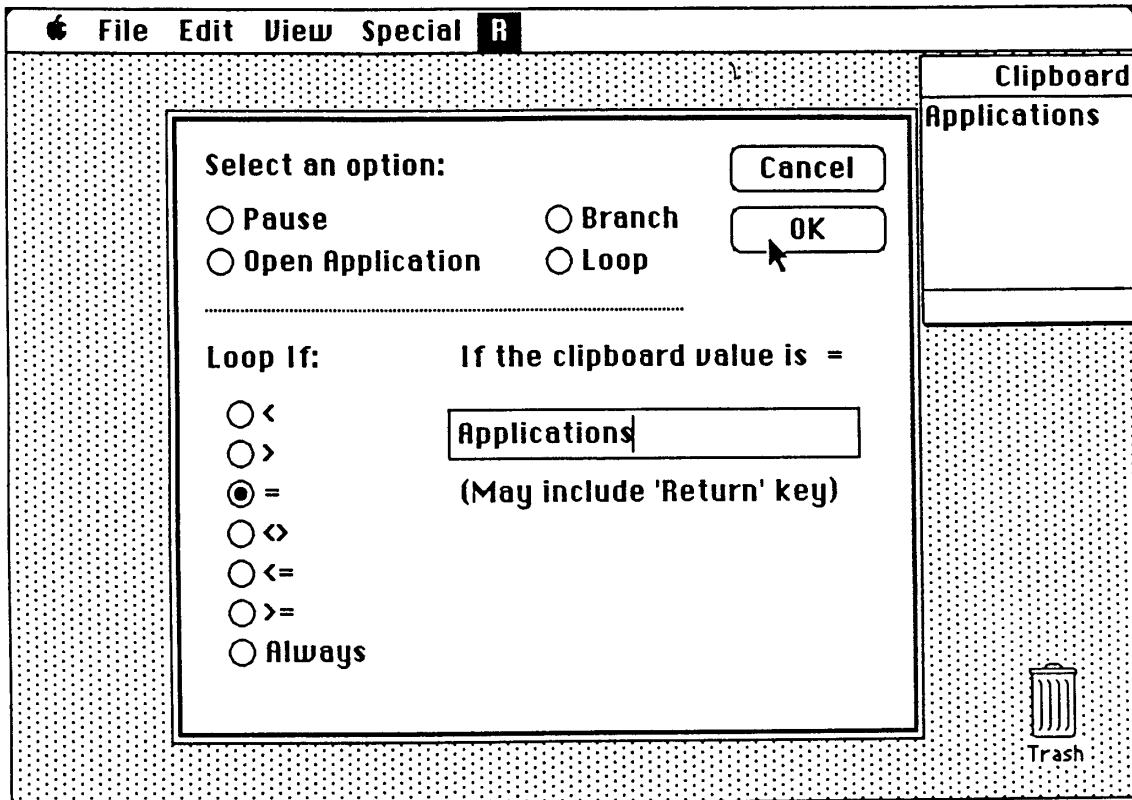 File Edit View Special R
Clipboard
Applications
Select an option:
Cancel
Pause
Branch
OK
Open Application
Loop
Loop If:
If the clipboard value is =
<
Applications
>
=
(May include 'Return' key)
<>
<=
>=
Always
Trash